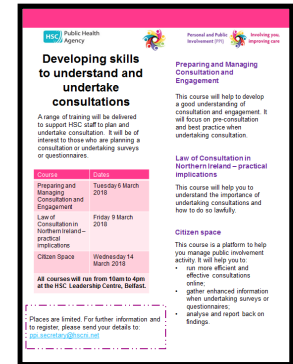 HSC Public Health
Agency
Personal and Public
Involvement (PPI)
Involving you,
improving care
Developing skills
to understand and
undertake
consultations
A range of training will be delivered
to support HSC staff to plan and
undertake consultation. It will be of
interest to those who are planning a
consultation or undertaking surveys
or questionnaires.
Course Dates
Preparing and
Managing
Consultation and
Engagement
Tuesday 6 March
2018
Law of
Consultation in
Northern Ireland –
practical
implications
Friday 9 March
2018
Citizen Space
Wednesday 14
March 2018
All courses will run from 10am to 4pm
at the HSC Leadership Centre, Belfast.
Places are limited. For further information and
to register, please send your details to:
ppi.secretary@hscni.net
Preparing and Managing
Consultation and
Engagement
This course will help to develop
a good understanding of
consultation and engagement. It
will focus on pre-consultation
and best practice when
undertaking consultation.
Law of Consultation in
Northern Ireland – practical
implications
This course will help you to
understand the importance of
undertaking consultations and
how to do so lawfully.
Citizen space
This course is a platform to help
you manage public involvement
activity. It will help you to:
• run more efficient and
effective consultations
online;
• gather enhanced information
when undertaking surveys or
questionnaires;
• analyse and report back on
findings.